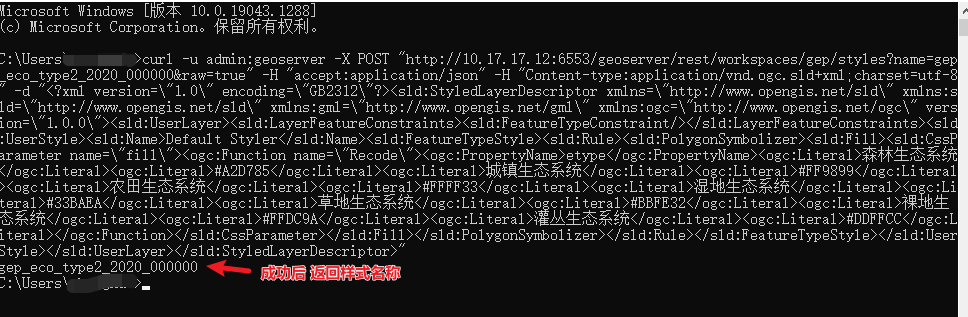 Microsoft Windows [版本 10.0.19043.1288]
(c) Microsoft Corporation。保留所有权利。
C:\Users\ >curl -u admin:geoserver -X POST "http://10.17.17.12:6553/geoserver/rest/workspaces/gep/styles?name=gep
_eco_type2_2020_000000&raw=true" -H "accept:application/json" -H "Content-type:application/vnd.ogc.sld+xml;charset=utf-8
" -d "<?xml version=\"1.0\" encoding=\"GB2312\"?><sld:StyledLayerDescriptor xmlns=\"http://www.opengis.net/sld\" xmlns:s
ld=\"http://www.opengis.net/sld\" xmlns:gml=\"http://www.opengis.net/gml\" xmlns:ogc=\"http://www.opengis.net/ogc\" vers
ion=\"1.0.0\"><sld:UserLayer><sld:LayerFeatureConstraints><sld:FeatureTypeConstraint/></sld:LayerFeatureConstraints><sld
:UserStyle><sld:Name>Default Styler</sld:Name><sld:FeatureTypeStyle><sld:Rule><sld:PolygonSymbolizer><sld:Fill><sld:CssP
arameter name=\"fill\"><ogc:Function name=\"Recode\"><ogc:PropertyName>etype</ogc:PropertyName><ogc:Literal>森林生态系统
</ogc:Literal><ogc:Literal>#A2D785</ogc:Literal><ogc:Literal>城镇生态系统</ogc:Literal><ogc:Literal>#FF9899</ogc:Literal
><ogc:Literal>农田生态系统</ogc:Literal><ogc:Literal>#FFFF33</ogc:Literal><ogc:Literal>湿地生态系统</ogc:Literal><ogc:Li
teral>#33BAEA</ogc:Literal><ogc:Literal>草地生态系统</ogc:Literal><ogc:Literal>#BBFE32</ogc:Literal><ogc:Literal>裸地生
态系统</ogc:Literal><ogc:Literal>#FFDC9A</ogc:Literal><ogc:Literal>灌丛生态系统</ogc:Literal><ogc:Literal>#DDFFCC</ogc:L
iteral></ogc:Function></sld:CssParameter></sld:Fill></sld:PolygonSymbolizer></sld:Rule></sld:FeatureTypeStyle></sld:User
Style></sld:UserLayer></sld:StyledLayerDescriptor>"
gep_eco_type2_2020_000000
成功后 返回样式名称
C:\Users\ >